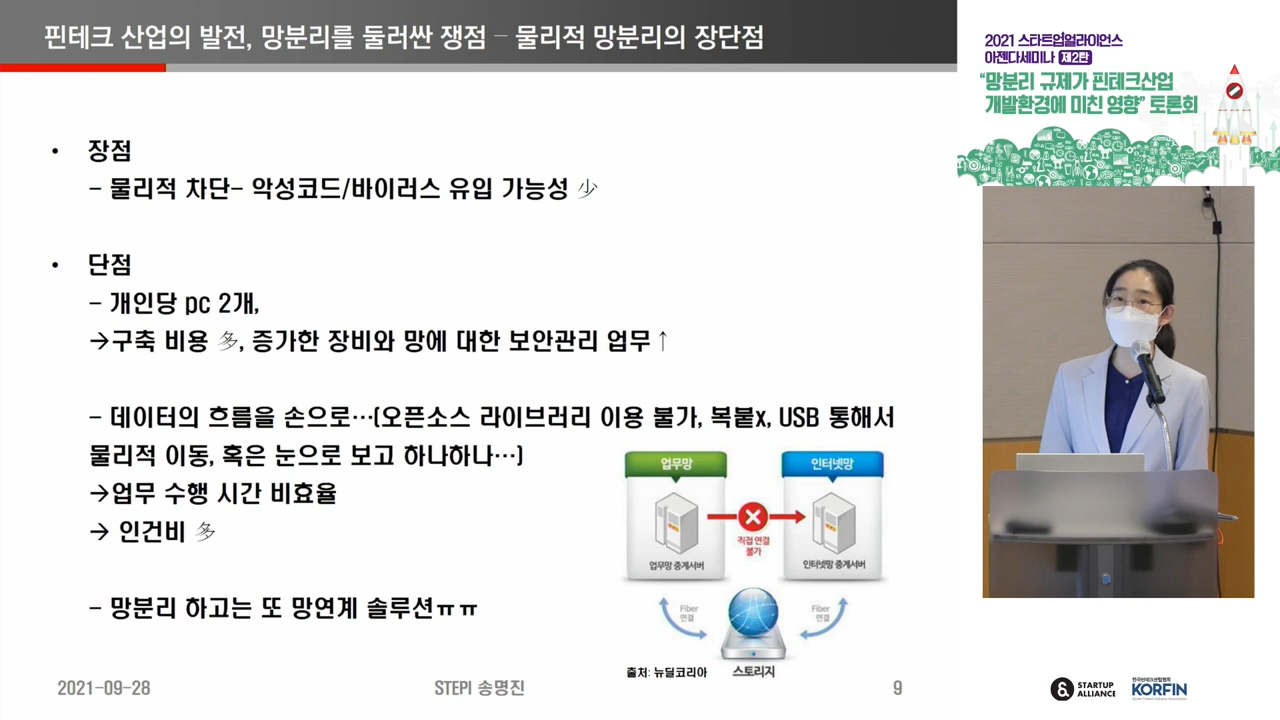 핀테크 산업의 발전, 망분리를 둘러싼 쟁점 – 물리적 망분리의 장단점
• 장점
– 물리적 차단– 악성코드/바이러스 유입 가능성 少
• 단점
– 개인당 pc 2개,
→구축 비용 多, 증가한 장비와 망에 대한 보안관리 업무↑
– 데이터의 흐름을 손으로…(오픈소스 라이브러리 이용 불가, 복붙x, USB 통해서
물리적 이동, 혹은 눈으로 보고 하나하나…)
→업무 수행 시간 비효율
→ 인건비 多
– 망분리 하고는 또 망연계 솔루션ㅠㅠ
업무망
인터넷망
직접 연결
불가
업무망 중계서버
인터넷망 중계서버
Fiber
연결
Fiber
연결
출처: 뉴딜코리아
스토리지
2021-09-28
STEPI 송명진
9
2021 스타트업얼라이언스
아젠다세미나 제2탄
“망분리 규제가 핀테크산업
개발환경에 미친 영향” 토론회
STARTUP
ALLIANCE
한국핀테크산업협회
KORFIN